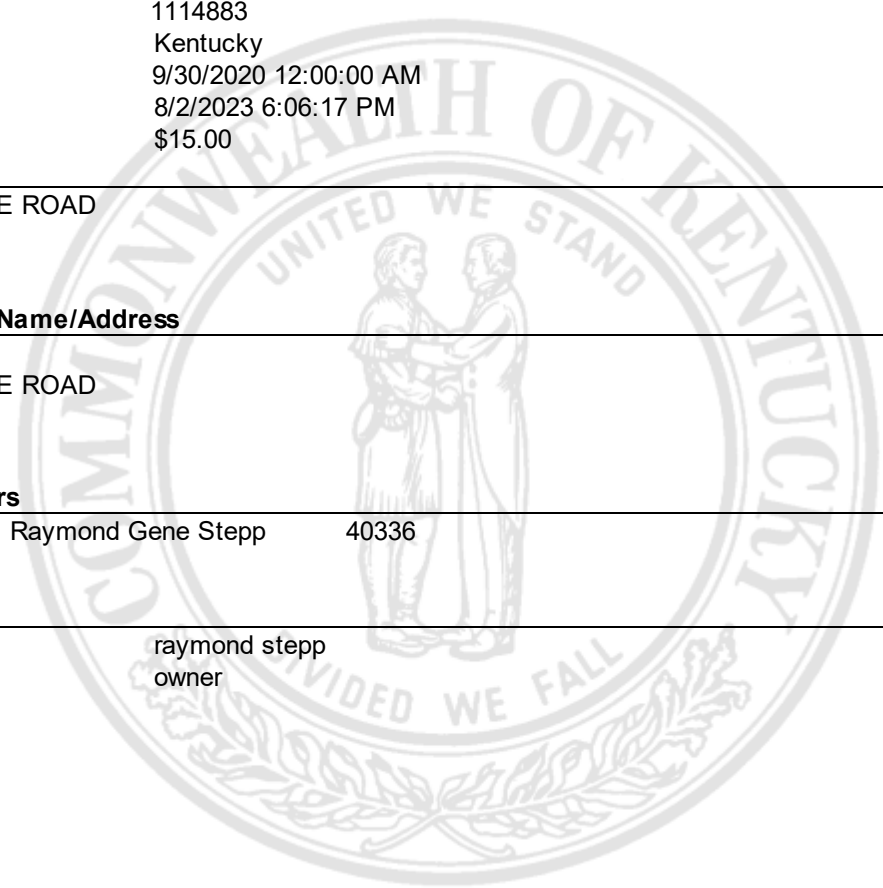 1114883
Kentucky
9/30/2020 12:00:00 AM
8/2/2023 6:06:17 PM
$15.00
COMMONWEALTH OF KENTUCKY
UNITED WE STAND
E ROAD
Name/Address
E ROAD
rs
Raymond Gene Stepp 40336
raymond stepp
owner
DIVIDED WE FALL